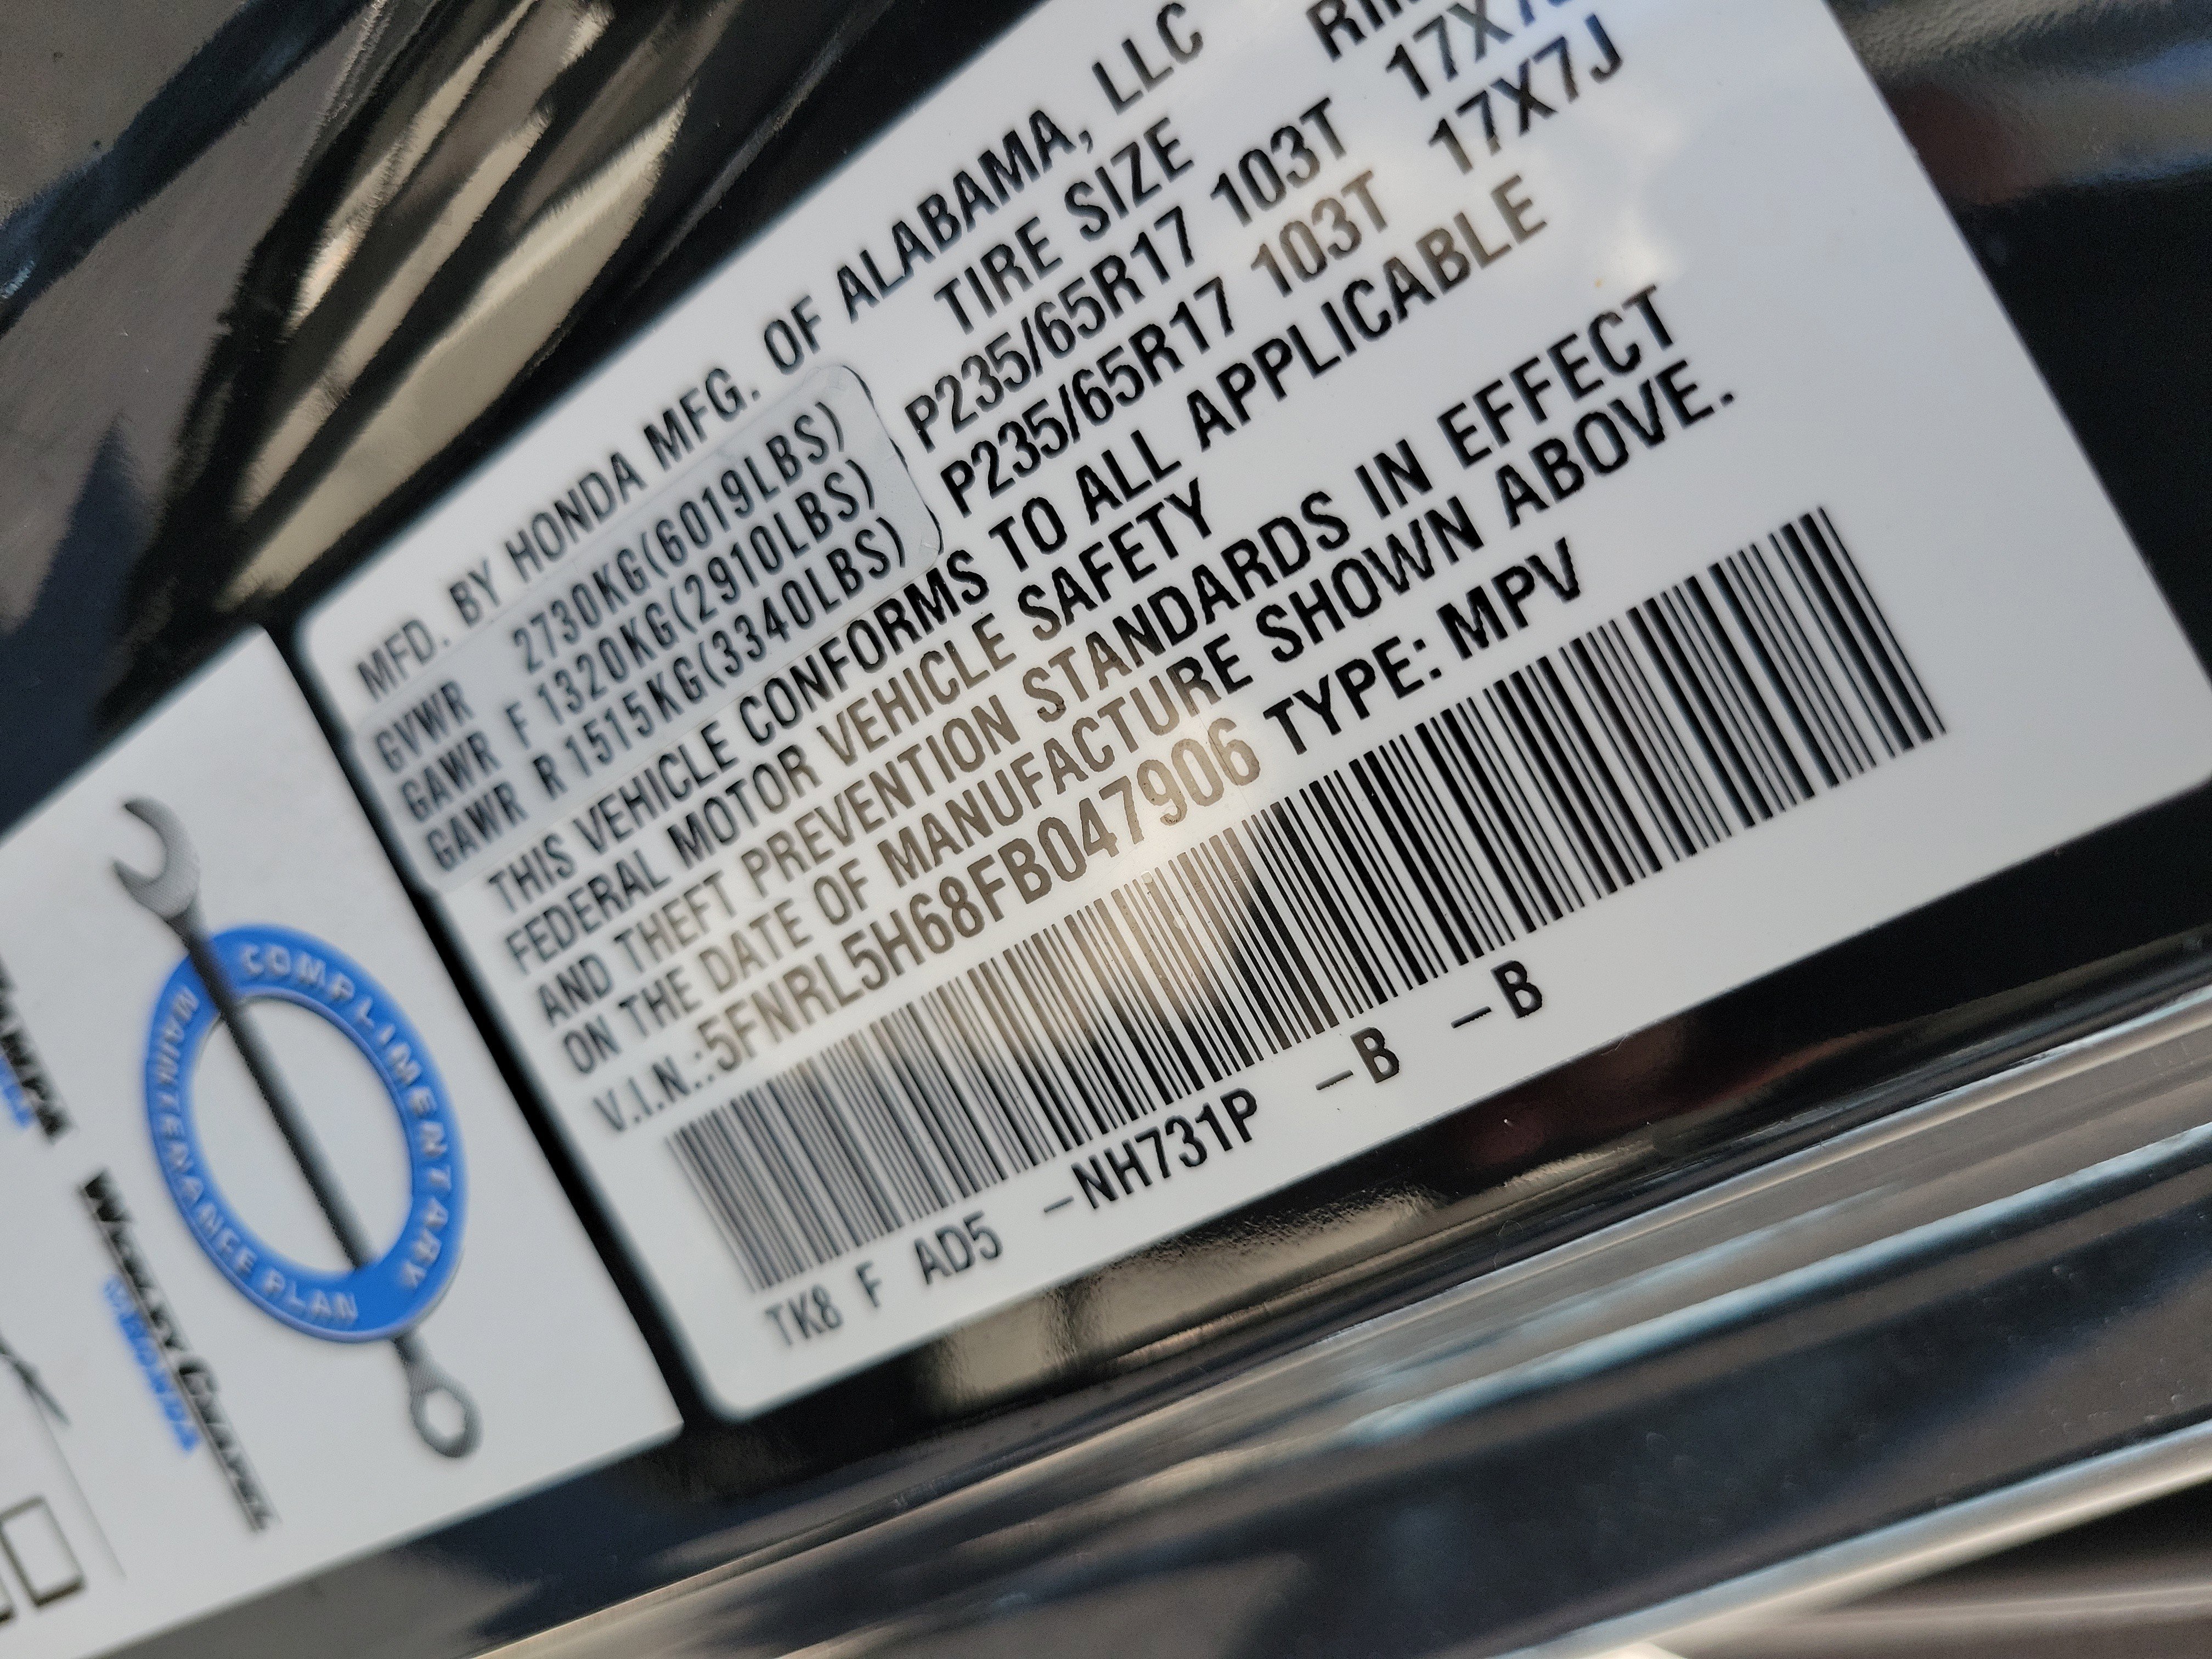 MFD. BY HONDA MFG. OF ALABAMA, LLC
TIRE SIZE
GVWR 2730KG(6019LBS)
GAWR F 1320KG(2910LBS) P235/65R17 103T
GAWR R 1515KG(3340LBS) P235/65R17 103T 17X7J
THIS VEHICLE CONFORMS TO ALL APPLICABLE
FEDERAL MOTOR VEHICLE SAFETY
AND THEFT PREVENTION STANDARDS IN EFFECT
ON THE DATE OF MANUFACTURE SHOWN ABOVE.
V.I.N.:5FNRL5H68FB047906 TYPE: MPV
TK8 F AD5 -NH731P -B -B
COMPLIMENTARY
MAINTENANCE PLAN